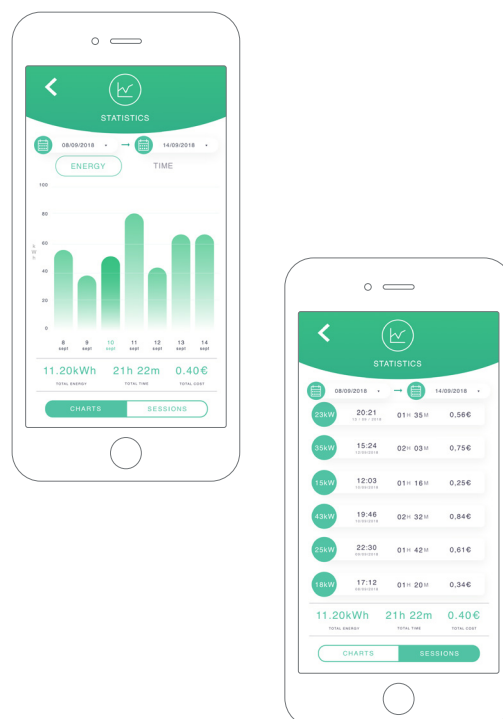 STATISTICS
08/09/2018 → 14/09/2018
ENERGY TIME
100
80
60
40
20
0
8 9 10 11 12 13 14
sept sept sept sept sept sept sept
11.20kWh 21h 22m 0.40€
TOTAL ENERGY TOTAL TIME TOTAL COST
CHARTS SESSIONS
STATISTICS
08/09/2018 → 14/09/2018
23kW 20:21 01H 35M 0,56€
35kW 15:24 02H 03M 0,75€
15kW 12:03 01H 16M 0,25€
43kW 19:46 02H 32M 0,84€
25kW 22:30 01H 42M 0,61€
18kW 17:12 01H 20M 0,34€
11.20kWh 21h 22m 0.40€
TOTAL ENERGY TOTAL TIME TOTAL COST
CHARTS SESSIONS